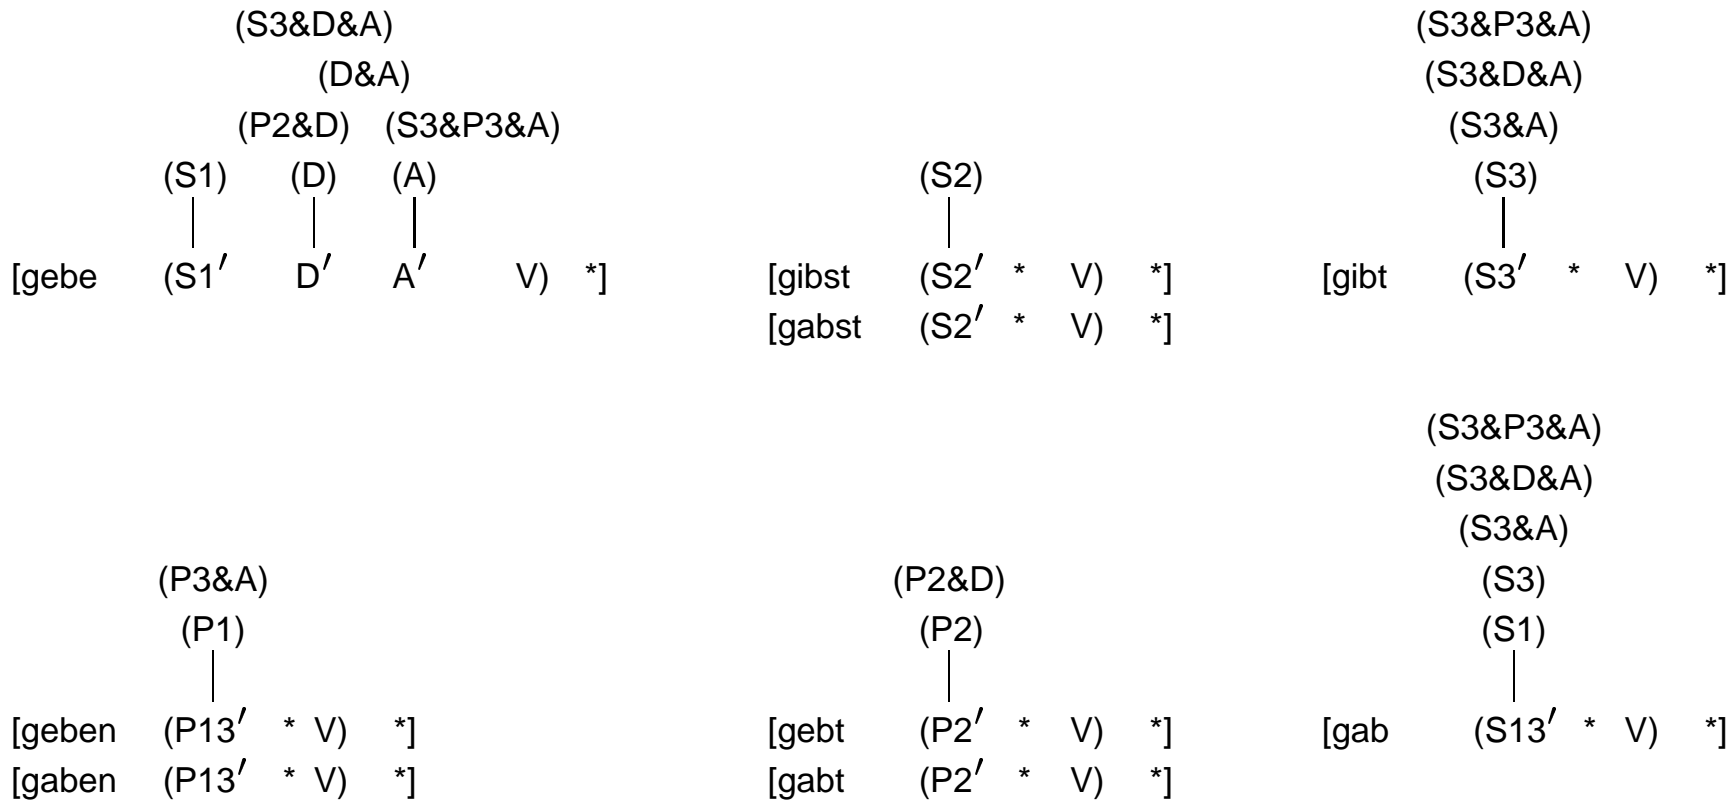 (S3&D&A) (S3&P3&A)
(D&A) (S3&D&A)
(P2&D) (S3&P3&A) (S3&A)
(S1) (D) (A) (S2) (S3)
[gebe (S1′ D′ A′ V) *] [gibst (S2′ * V) *] [gibt (S3′ * V) *]
[gabst (S2′ * V) *]
(S3&P3&A)
(S3&D&A)
(S3&A)
(P3&A) (P2&D) (S3)
(P1) (P2) (S1)
[geben (P13′ * V) *] [gebt (P2′ * V) *] [gab (S13′ * V) *]
[gaben (P13′ * V) *] [gabt (P2′ * V) *]